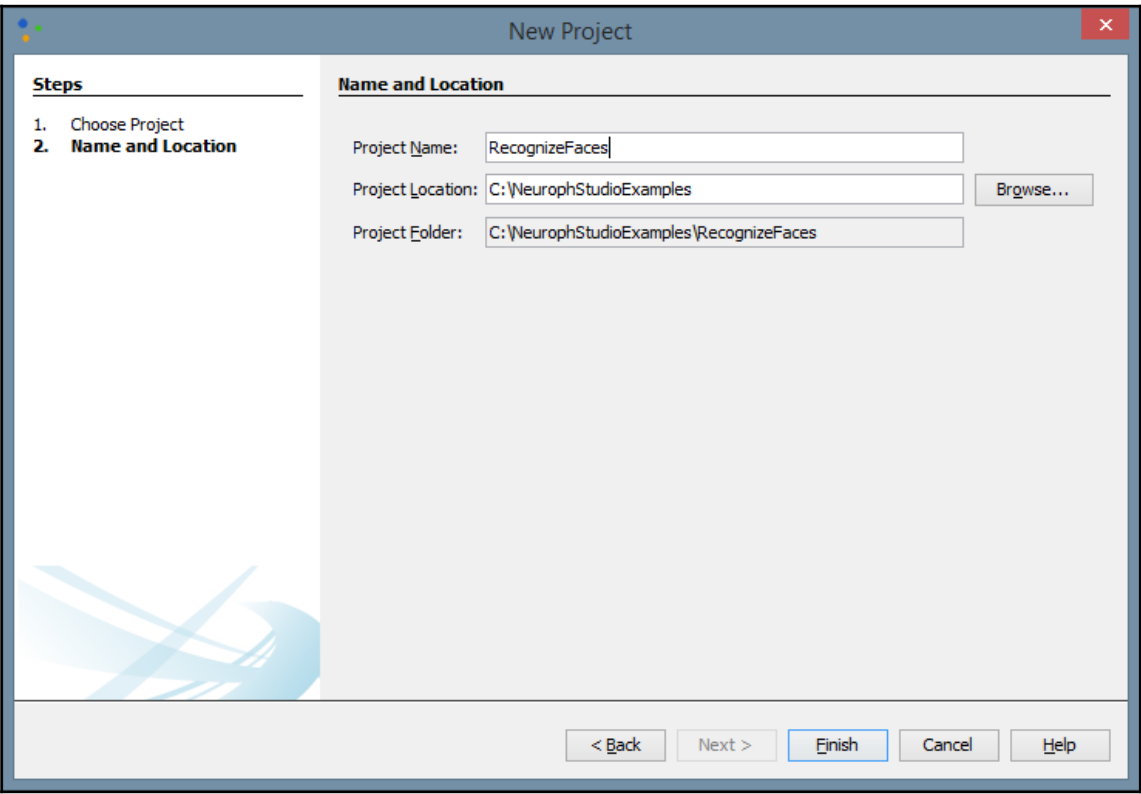 New Project
Steps
1. Choose Project
2. Name and Location
Name and Location
Project Name: RecognizeFaces
Project Location: C:\NeurophStudioExamples Browse...
Project Folder: C:\NeurophStudioExamples\RecognizeFaces
< Back Next > Finish Cancel Help